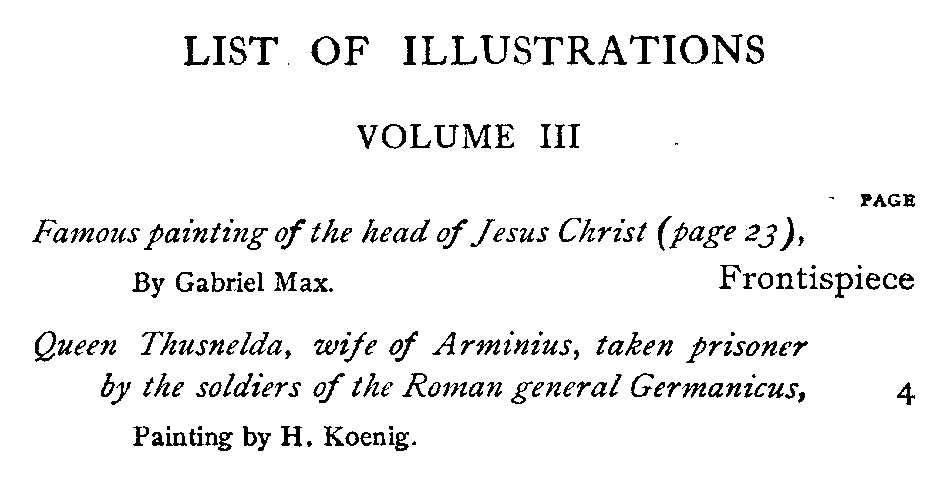 LIST OF ILLUSTRATIONS
VOLUME III
PAGE
Famous painting of the head of Jesus Christ (page 23),
By Gabriel Max. Frontispiece
Queen Thusnelda, wife of Arminius, taken prisoner
by the soldiers of the Roman general Germanicus, 4
Painting by H. Koenig.